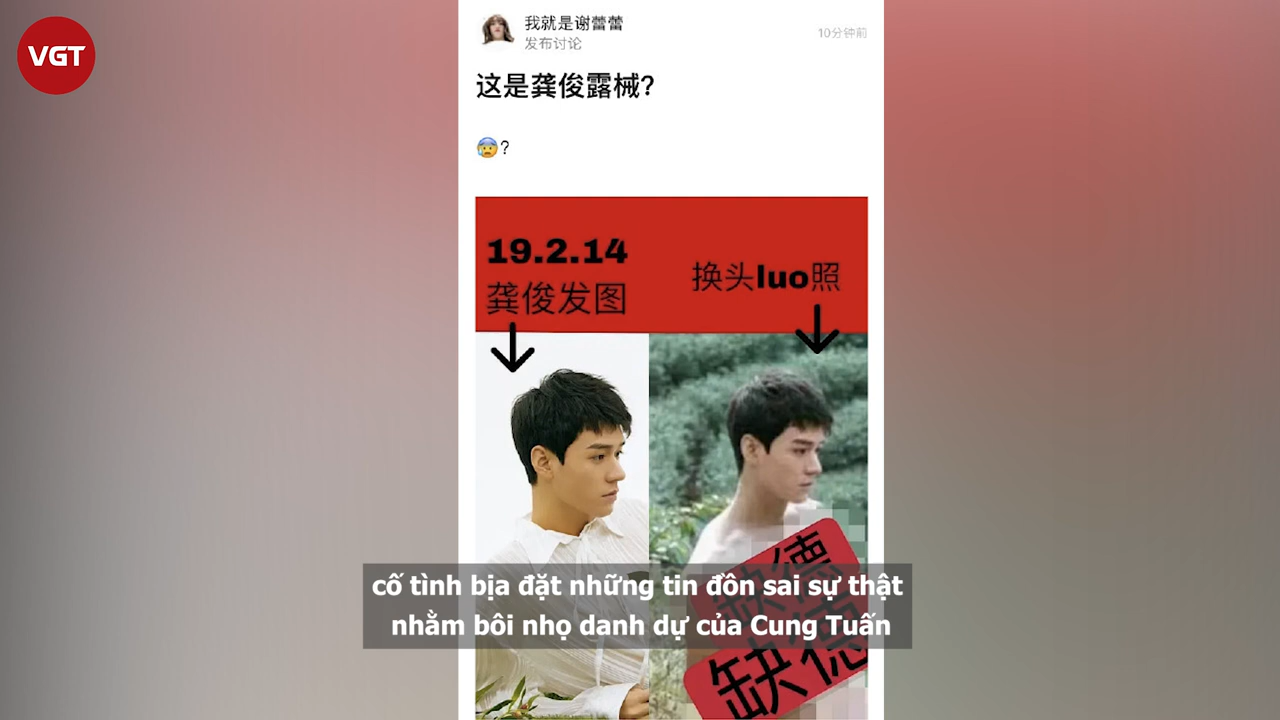 VGT
我就是谢蕾蕾
发布讨论
10分钟前
这是龚俊露械?
?
19.2.14
龚俊发图
换头luo照
缺德
缺德
cố tình bịa đặt những tin đồn sai sự thật
nhằm bôi nhọ danh dự của Cung Tuấn